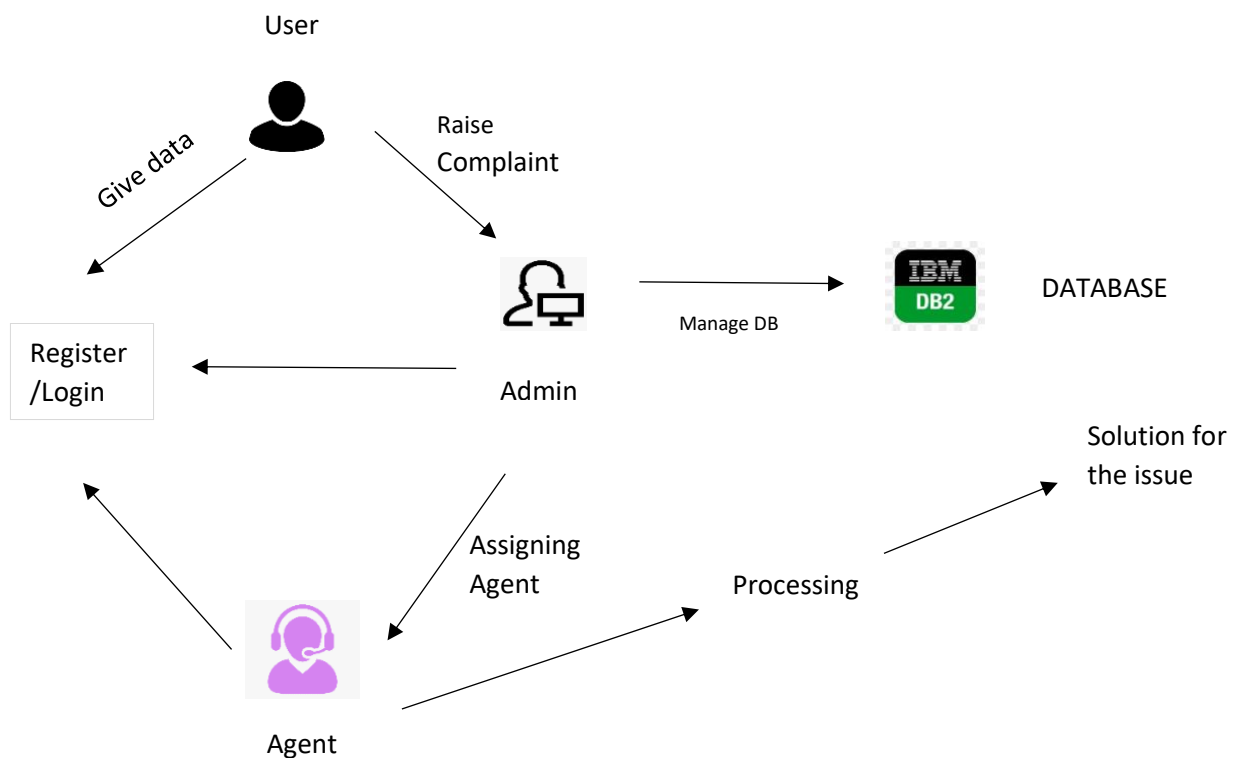 User
Give data
Raise
Complaint
IBM
DB2
DATABASE
Manage DB
Register
/Login
Admin
Solution for
the issue
Assigning
Agent
Processing
Agent